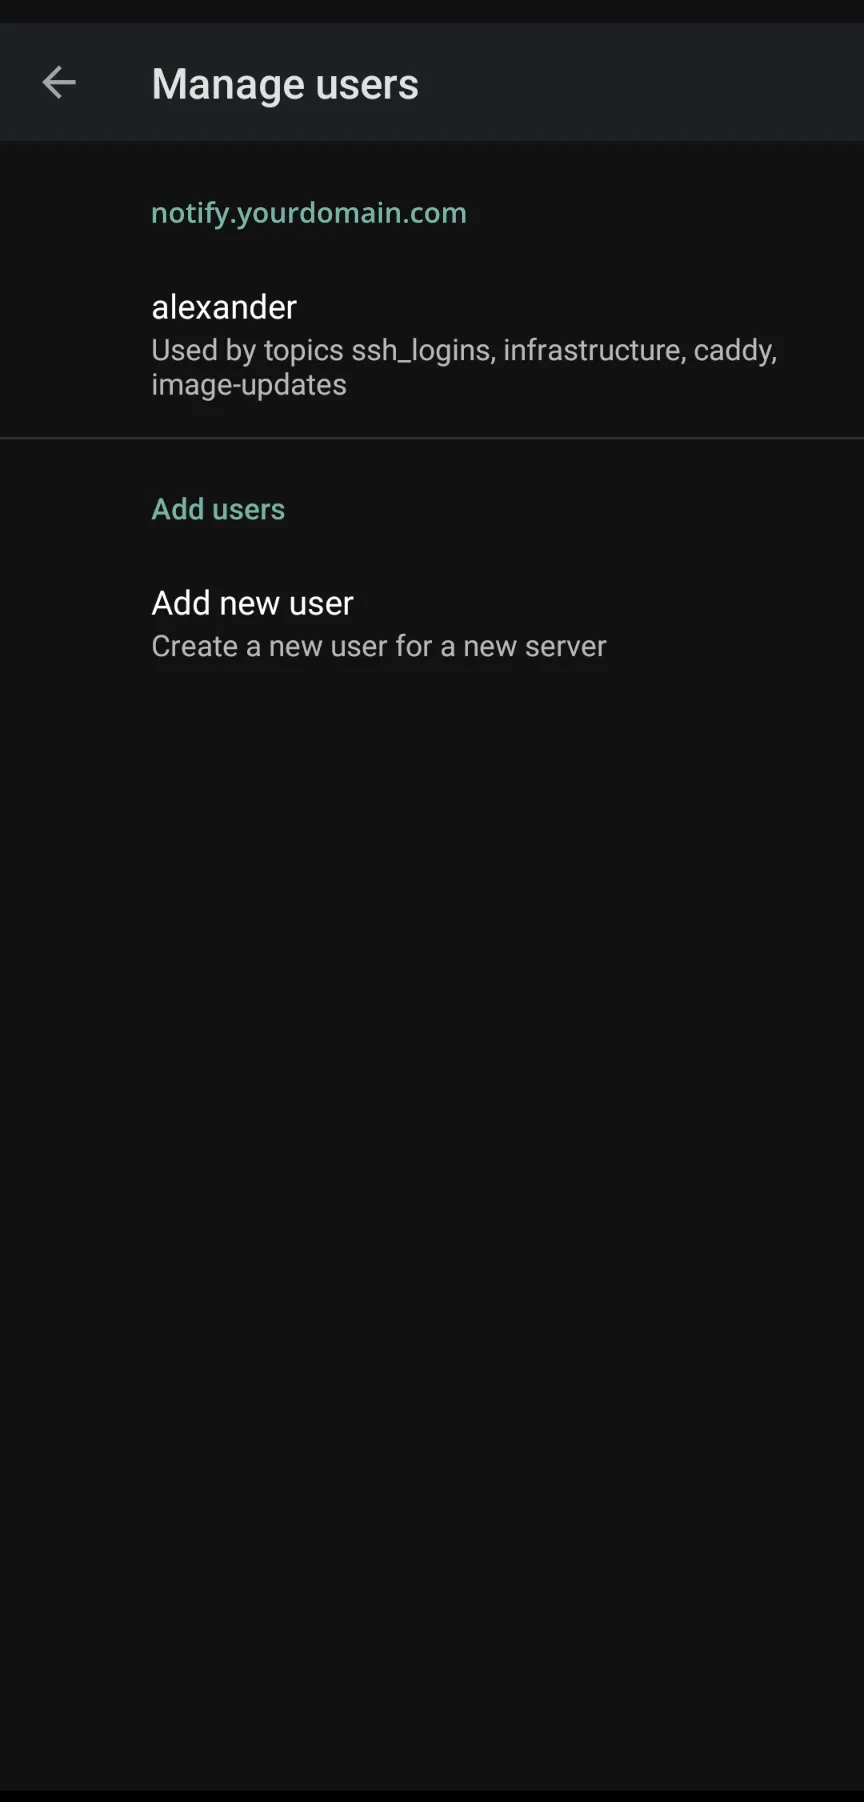 Manage users
notify.yourdomain.com
alexander
Used by topics ssh_logins, infrastructure, caddy,
image-updates
Add users
Add new user
Create a new user for a new server